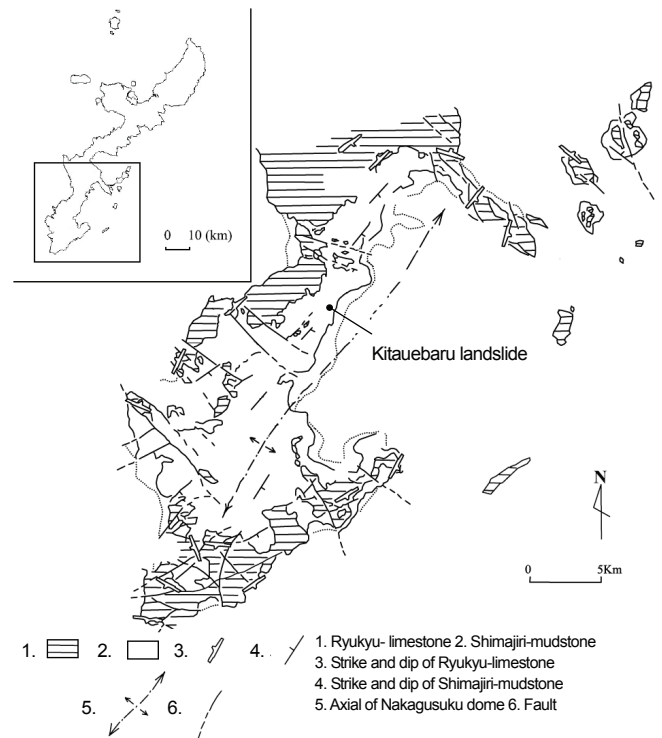 0 10 (km)
Kitauebaru landslide
N
0 5Km
1. 2. 3. 4.
5. 6.
1. Ryukyu- limestone 2. Shimajiri-mudstone
3. Strike and dip of Ryukyu-limestone
4. Strike and dip of Shimajiri-mudstone
5. Axial of Nakagusuku dome 6. Fault